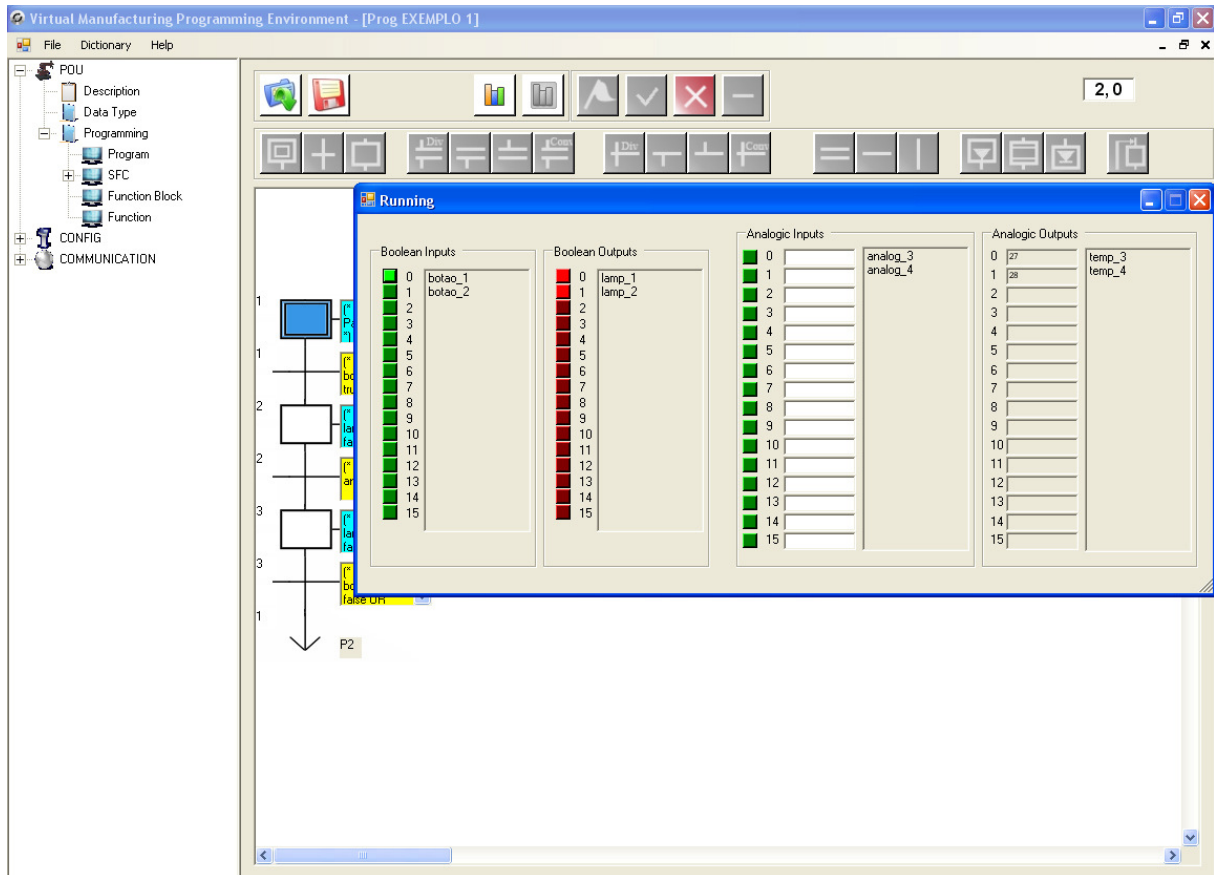 Virtual Manufacturing Programming Environment - [Prog EXEMPLO 1]
File Dictionary Help
POU
Description
Data Type
Programming
Program
SFC
Function Block
Function
CONFIG
COMMUNICATION
2,0
Div
Conv
Div
Conv
Running
Boolean Inputs
0 botao_1
1 botao_2
2
3
4
5
6
7
8
9
10
11
12
13
14
15
Boolean Outputs
0 lamp_1
1 lamp_2
2
3
4
5
6
7
8
9
10
11
12
13
14
15
Analogic Inputs
0 analog_3
1 analog_4
2
3
4
5
6
7
8
9
10
11
12
13
14
15
Analogic Outputs
0 27 temp_3
1 28 temp_4
2
3
4
5
6
7
8
9
10
11
12
13
14
15
1
(*
*)
1
(*
2
(*
2
(*
3
(*
3
(*
false OR
1
P2